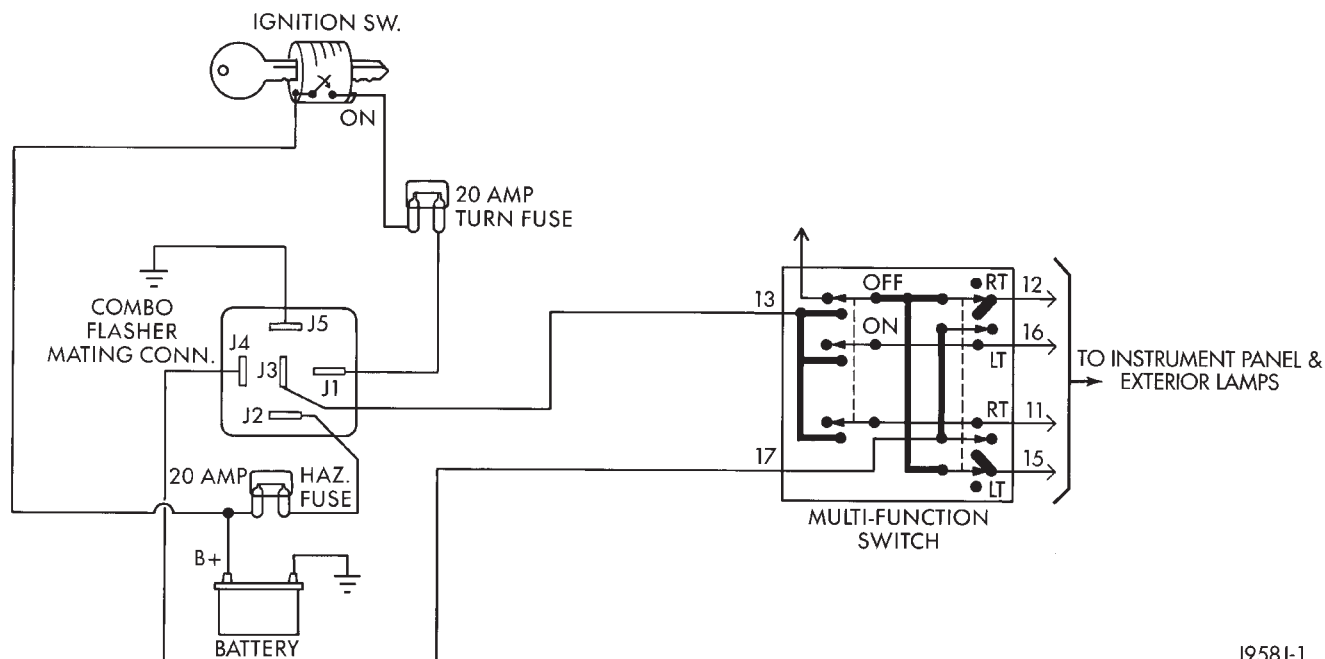 IGNITION SW.
ON
20 AMP
TURN FUSE
COMBO
FLASHER
MATING CONN.
J5
J4
J3
J1
J2
20 AMP
HAZ.
FUSE
B+
BATTERY
13
17
OFF
ON
RT
12
16
LT
RT
11
15
LT
MULTI-FUNCTION
SWITCH
TO INSTRUMENT PANEL &
EXTERIOR LAMPS
J958J-1